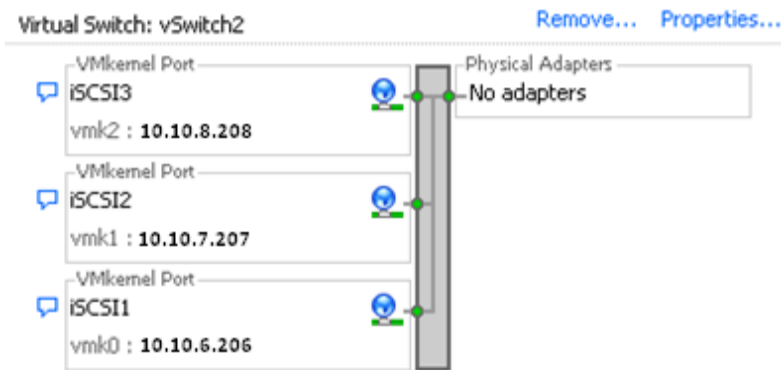 Virtual Switch: vSwitch2 Remove... Properties...
VMkernel Port
iSCSI3
vmk2 : 10.10.8.208
Physical Adapters
No adapters
VMkernel Port
iSCSI2
vmk1 : 10.10.7.207
VMkernel Port
iSCSI1
vmk0 : 10.10.6.206